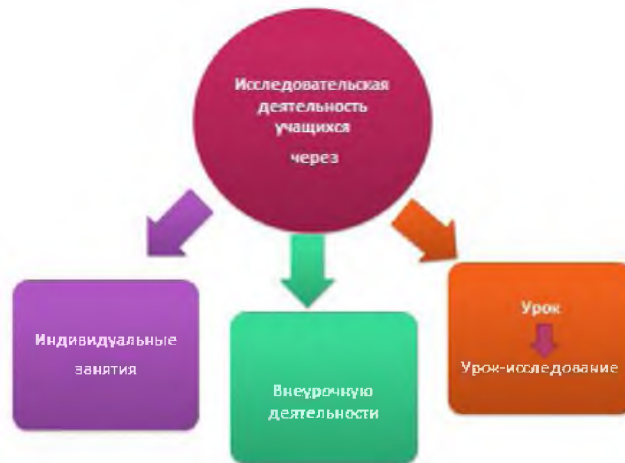 Исследовательская
деятельность
учащихся
через
Индивидуальные
занятия
Внеурочную
деятельности
Урок
Урок-исследование